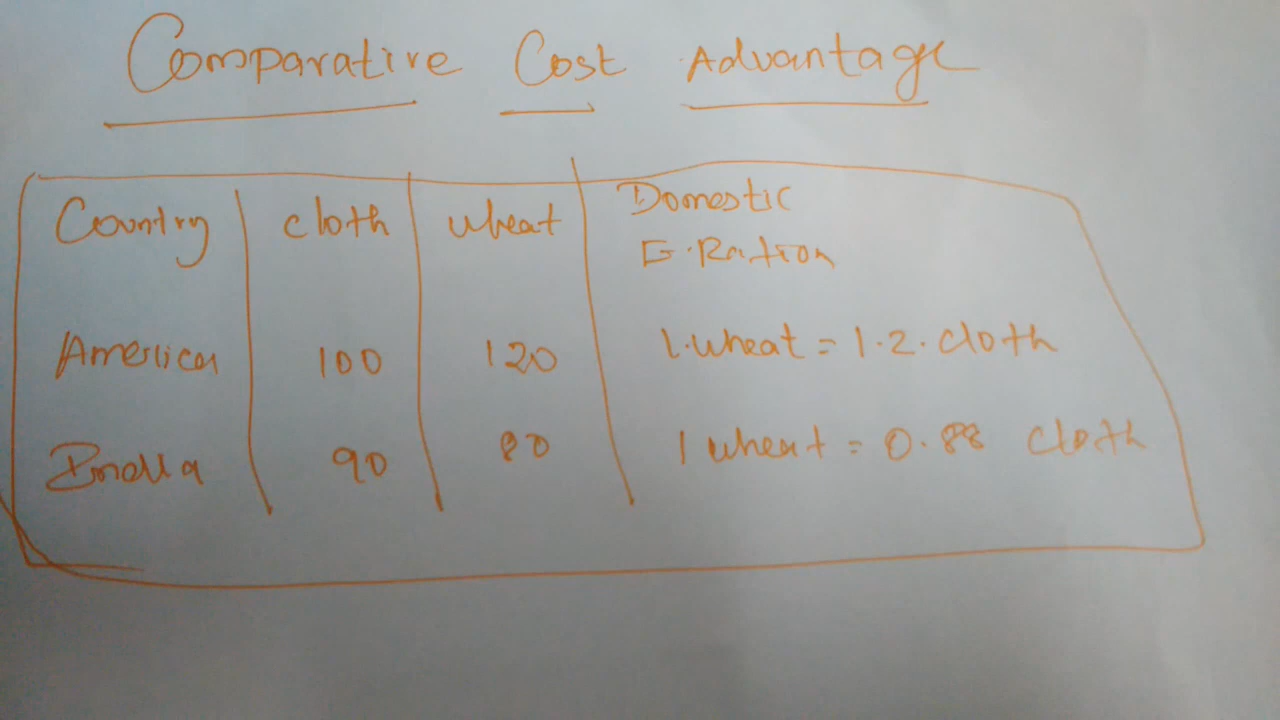 Comparative Cost Advantage
Country cloth wheat Domestic
E.Ration
America 100 120 1.wheat = 1.2.cloth
India 90 80 1 wheat = 0.88 cloth